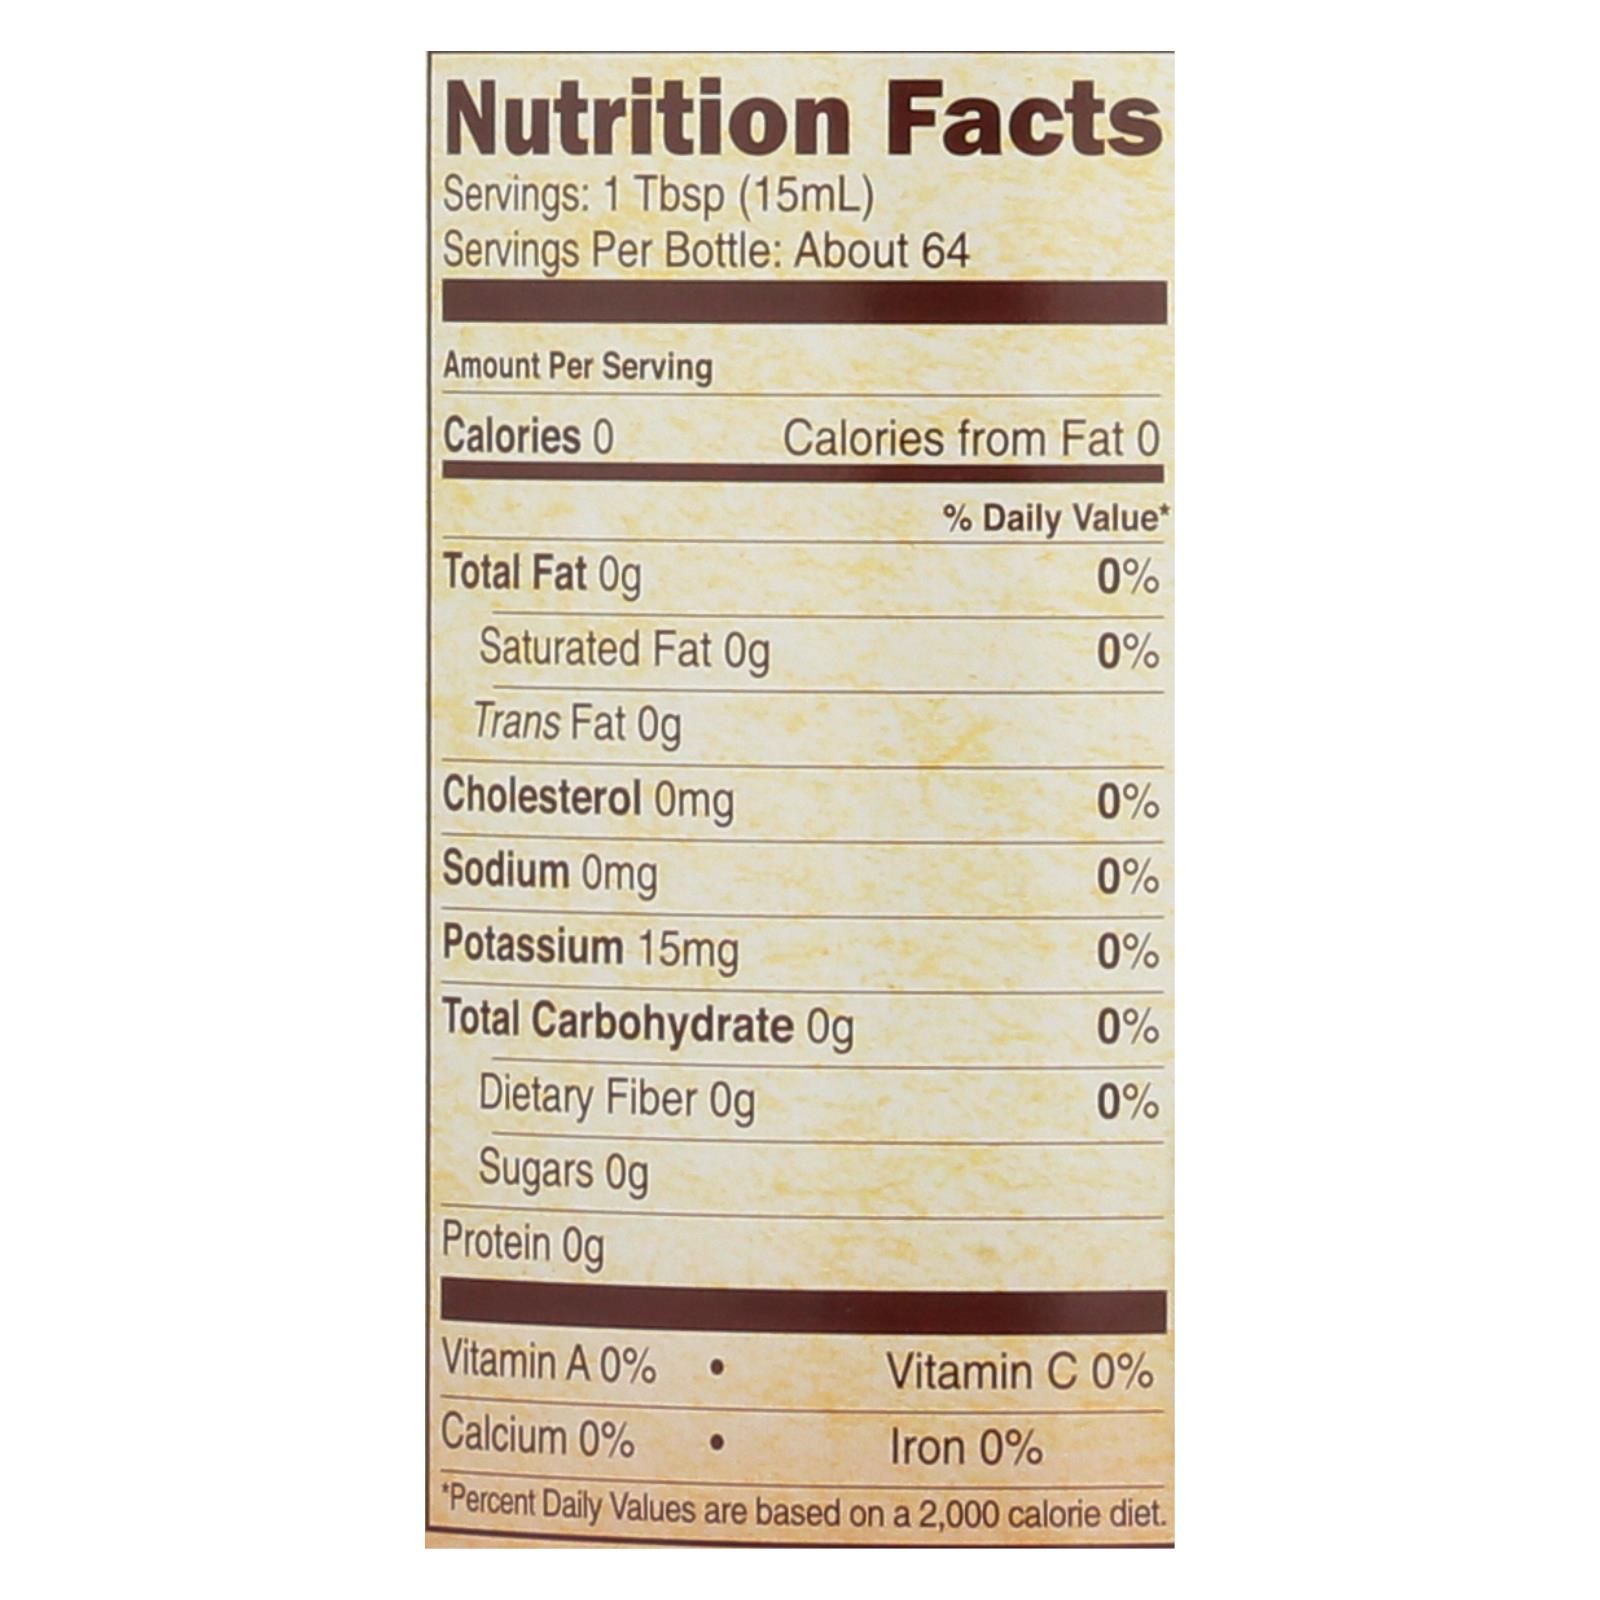 Nutrition Facts
Servings: 1 Tbsp (15mL)
Servings Per Bottle: About 64
Amount Per Serving
Calories 0 Calories from Fat 0
% Daily Value*
Total Fat 0g 0%
Saturated Fat 0g 0%
Trans Fat 0g
Cholesterol 0mg 0%
Sodium 0mg 0%
Potassium 15mg 0%
Total Carbohydrate 0g 0%
Dietary Fiber 0g 0%
Sugars 0g
Protein 0g
Vitamin A 0% • Vitamin C 0%
Calcium 0% • Iron 0%
*Percent Daily Values are based on a 2,000 calorie diet.